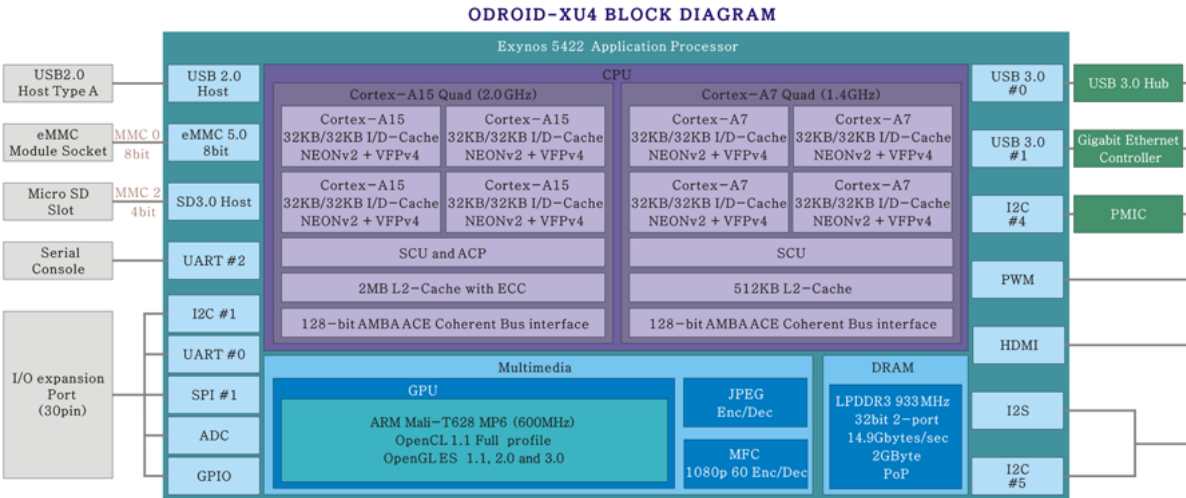 ODROID-XU4 BLOCK DIAGRAM
Exynos 5422 Application Processor
USB2.0
Host Type A
eMMC
Module Socket
MMC 0
8bit
Micro SD
Slot
MMC 2
4bit
Serial
Console
I/O expansion
Port
(30pin)
USB 2.0
Host
eMMC 5.0
8bit
SD3.0 Host
UART #2
I2C #1
UART #0
SPI #1
ADC
GPIO
CPU
Cortex-A15 Quad (2.0GHz)
Cortex-A15
32KB/32KB I/D-Cache
NEONv2 + VFPv4
Cortex-A15
32KB/32KB I/D-Cache
NEONv2 + VFPv4
Cortex-A15
32KB/32KB I/D-Cache
NEONv2 + VFPv4
Cortex-A15
32KB/32KB I/D-Cache
NEONv2 + VFPv4
SCU and ACP
2MB L2-Cache with ECC
128-bit AMBA ACE Coherent Bus interface
Cortex-A7 Quad (1.4GHz)
Cortex-A7
32KB/32KB I/D-Cache
NEONv2 + VFPv4
Cortex-A7
32KB/32KB I/D-Cache
NEONv2 + VFPv4
Cortex-A7
32KB/32KB I/D-Cache
NEONv2 + VFPv4
Cortex-A7
32KB/32KB I/D-Cache
NEONv2 + VFPv4
SCU
512KB L2-Cache
128-bit AMBA ACE Coherent Bus interface
Multimedia
GPU
ARM Mali-T628 MP6 (600MHz)
OpenCL 1.1 Full profile
OpenGL ES 1.1, 2.0 and 3.0
JPEG
Enc/Dec
MFC
1080p 60 Enc/Dec
DRAM
LPDDR3 933MHz
32bit 2-port
14.9Gbytes/sec
2GByte
PoP
USB 3.0
#0
USB 3.0
#1
I2C
#4
PWM
HDMI
I2S
I2C
#5
USB 3.0 Hub
Gigabit Ethernet
Controller
PMIC